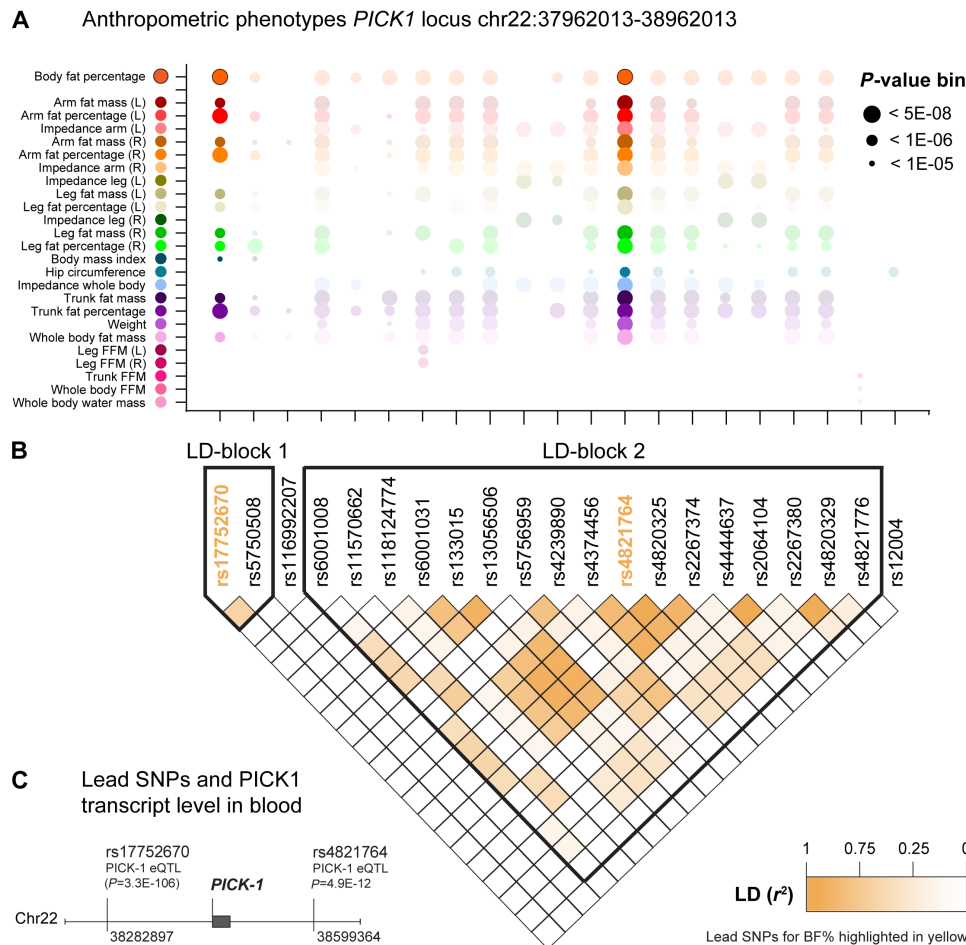 A Anthropometric phenotypes PICK1 locus chr22:37962013-38962013
Body fat percentage
Arm fat mass (L)
Arm fat percentage (L)
Impedance arm (L)
Arm fat mass (R)
Arm fat percentage (R)
Impedance arm (R)
Impedance leg (L)
Leg fat mass (L)
Leg fat percentage (L)
Impedance leg (R)
Leg fat mass (R)
Leg fat percentage (R)
Body mass index
Hip circumference
Impedance whole body
Trunk fat mass
Trunk fat percentage
Weight
Whole body fat mass
Leg FFM (L)
Leg FFM (R)
Trunk FFM
Whole body FFM
Whole body water mass
P-value bin
< 5E-08
< 1E-06
< 1E-05
B
LD-block 1
LD-block 2
rs17752670
rs5750508
rs116992207
rs60001008
rs11570662
rs118124774
rs60001031
rs133015
rs13056506
rs5756959
rs4239890
rs4374456
rs4821764
rs4820325
rs2267374
rs4444637
rs2064104
rs2267380
rs4820329
rs4821776
rs12004
C Lead SNPs and PICK1
transcript level in blood
rs17752670
PICK-1 eQTL
(P=3.3E-106)
PICK-1
rs4821764
PICK-1 eQTL
P=4.9E-12
Chr22
38282897
38599364
1 0.75 0.25 0
LD (r²)
Lead SNPs for BF% highlighted in yellow